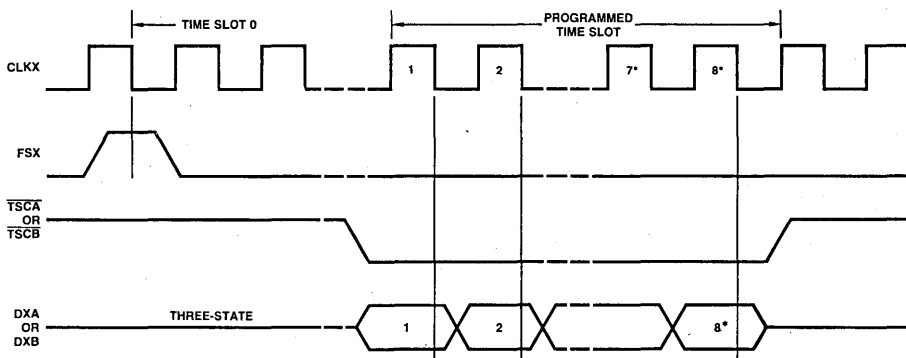 TIME SLOT 0
PROGRAMMED
TIME SLOT
CLKX
1
2
7*
8*
FSX
TSCA
OR
TSCB
DXA
OR
DXB
THREE-STATE
1
2
8*